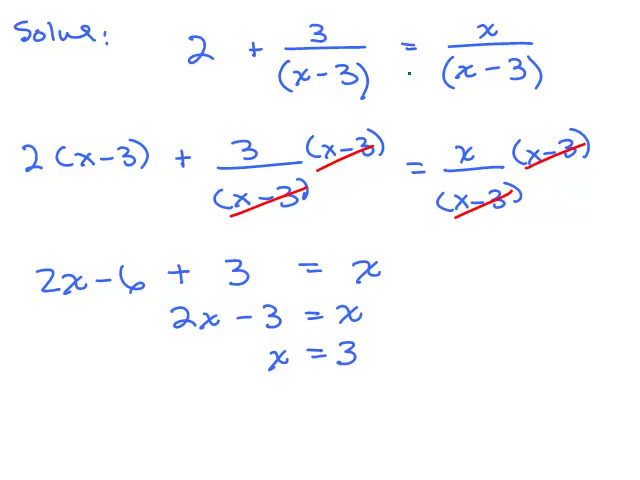 Solve: 2 + 3/(x-3) = x/(x-3)
2(x-3) + 3/(x-3) (x-3) = x/(x-3) (x-3)
2x-6 + 3 = x
2x - 3 = x
x = 3